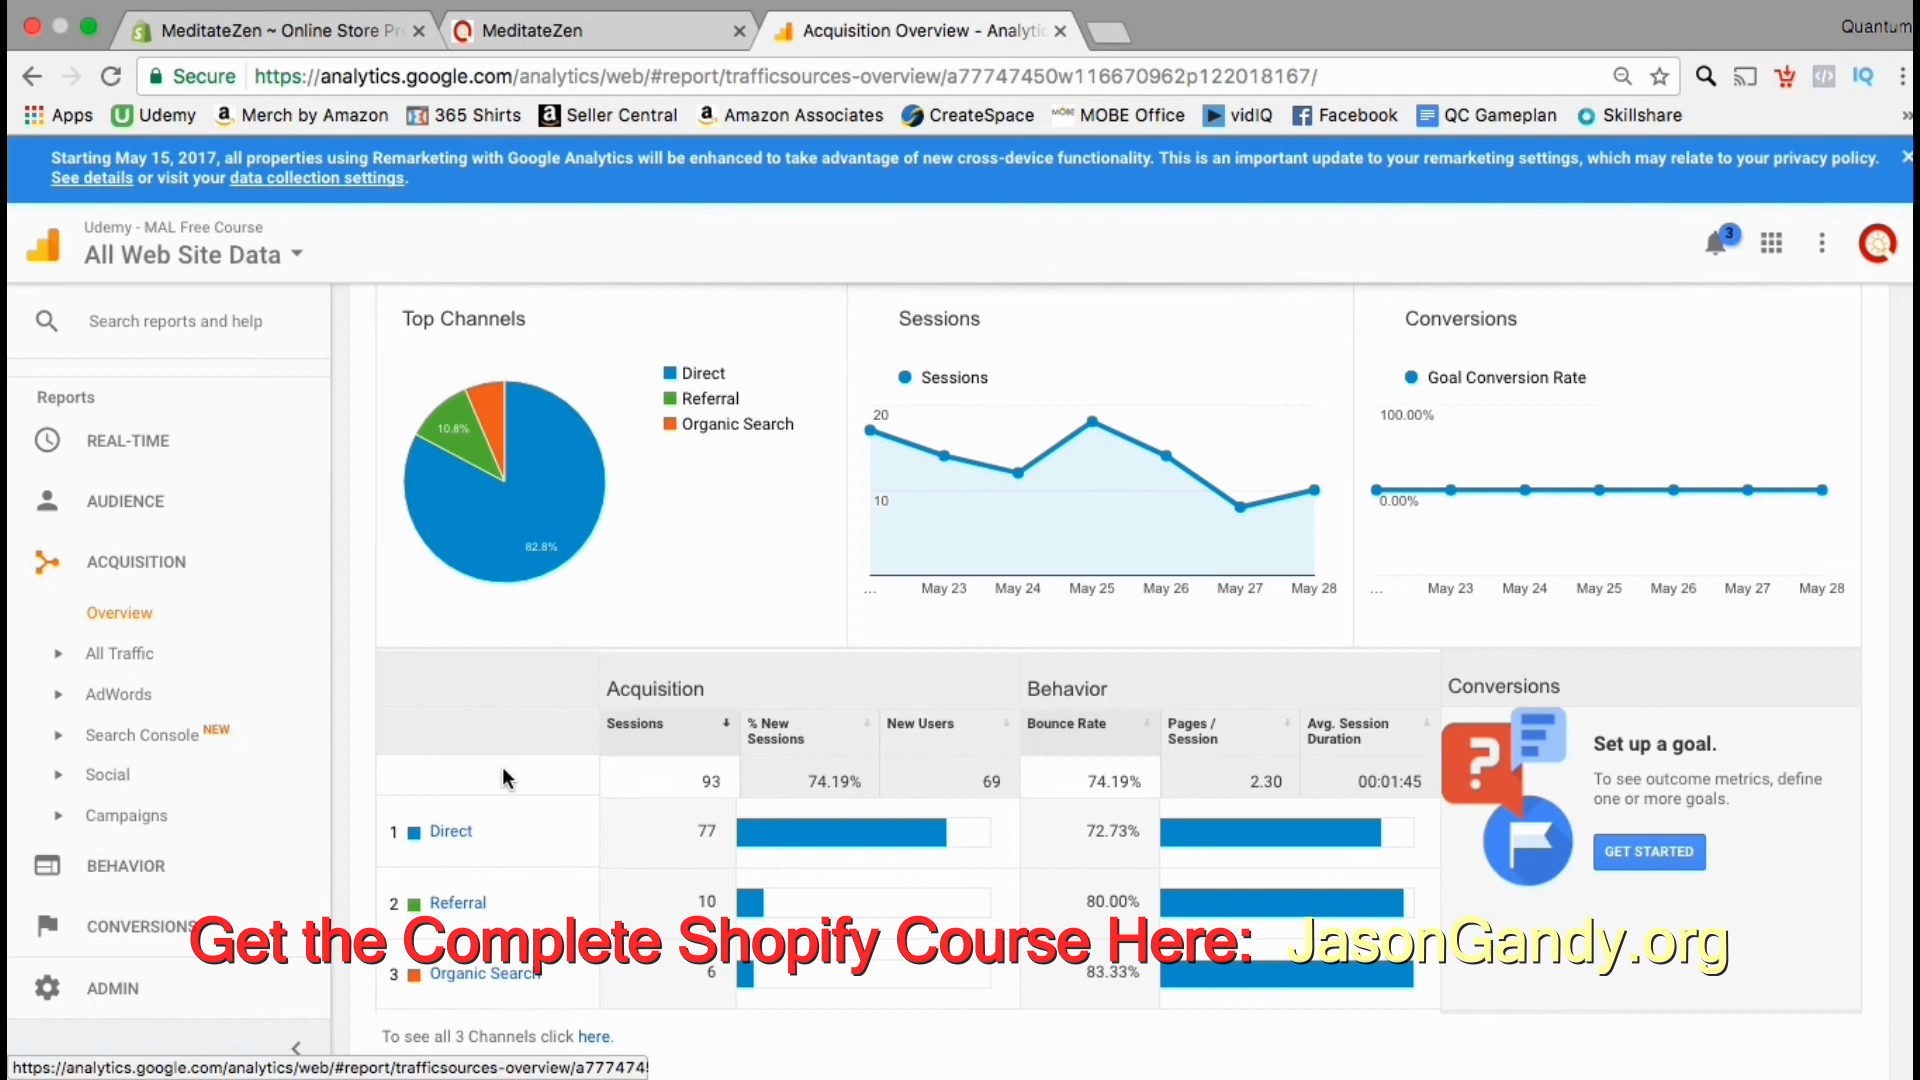 MeditateZen ~ Online Store Pr
MeditateZen
Acquisition Overview - Analytic
Quantum
Secure
https://analytics.google.com/analytics/web/#report/trafficsources-overview/a77747450w116670962p122018167/
IQ
Apps
Udemy
Merch by Amazon
365 Shirts
Seller Central
Amazon Associates
CreateSpace
MOBE Office
vidIQ
Facebook
QC Gameplan
Skillshare
Starting May 15, 2017, all properties using Remarketing with Google Analytics will be enhanced to take advantage of new cross-device functionality. This is an important update to your remarketing settings, which may relate to your privacy policy.
See details or visit your data collection settings.
Udemy - MAL Free Course
All Web Site Data
3
Search reports and help
Reports
REAL-TIME
AUDIENCE
ACQUISITION
Overview
All Traffic
AdWords
Search Console NEW
Social
Campaigns
BEHAVIOR
CONVERSIONS
ADMIN
Top Channels
Direct
Referral
Organic Search
10.8%
82.8%
Sessions
Sessions
20
10
... May 23 May 24 May 25 May 26 May 27 May 28
Conversions
Goal Conversion Rate
100.00%
0.00%
... May 23 May 24 May 25 May 26 May 27 May 28
Acquisition Behavior Conversions
Sessions % New Sessions New Users Bounce Rate Pages / Session Avg. Session Duration
93 74.19% 69 74.19% 2.30 00:01:45
1 Direct 77 72.73%
2 Referral 10 80.00%
3 Organic Search 6 83.33%
Set up a goal.
To see outcome metrics, define
one or more goals.
GET STARTED
Get the Complete Shopify Course Here: JasonGandy.org
To see all 3 Channels click here.
https://analytics.google.com/analytics/web/#report/trafficsources-overview/a777474